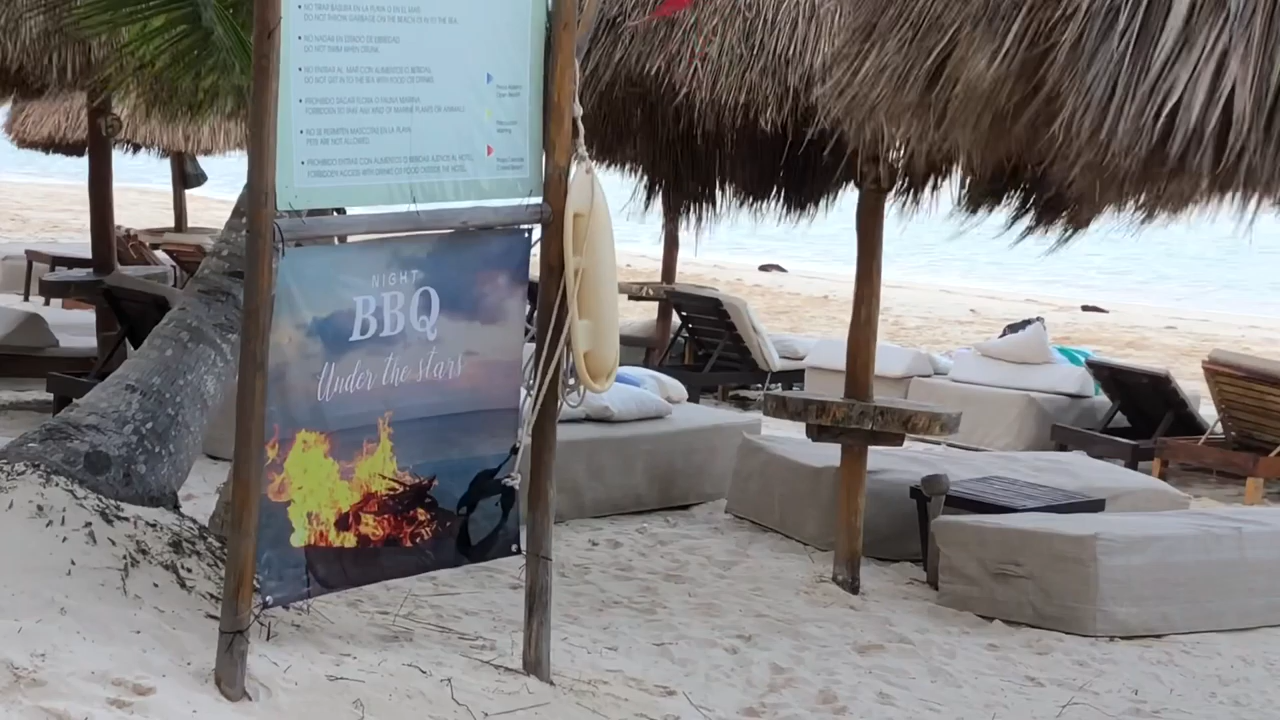 NO TIRAR BASURA EN LA PLAYA O EN EL MAR.
DO NOT THROW GARBAGE ON THE BEACH OR IN TO THE SEA.
NO NADAR EN ESTADO DE EBRIEDAD.
DO NOT SWIM WHEN DRUNK.
NO ENTRAR AL MAR CON ALIMENTOS O BEBIDAS.
DO NOT GET IN TO THE SEA WITH FOOD OR DRINKS.
PROHIBIDO SACAR FLORA O FAUNA MARINA.
FORBIDDEN TO TAKE ANY KIND OF MARINE PLANTS OR ANIMALS.
NO SE PERMITEN MASCOTAS EN LA PLAYA.
PETS ARE NOT ALLOWED.
PROHIBIDO ENTRAR CON ALIMENTOS O BEBIDAS AJENOS AL HOTEL.
FORBIDDEN ACCESS WITH DRINKS OR FOOD OUTSIDE THE HOTEL.
NIGHT
BBQ
Under the stars